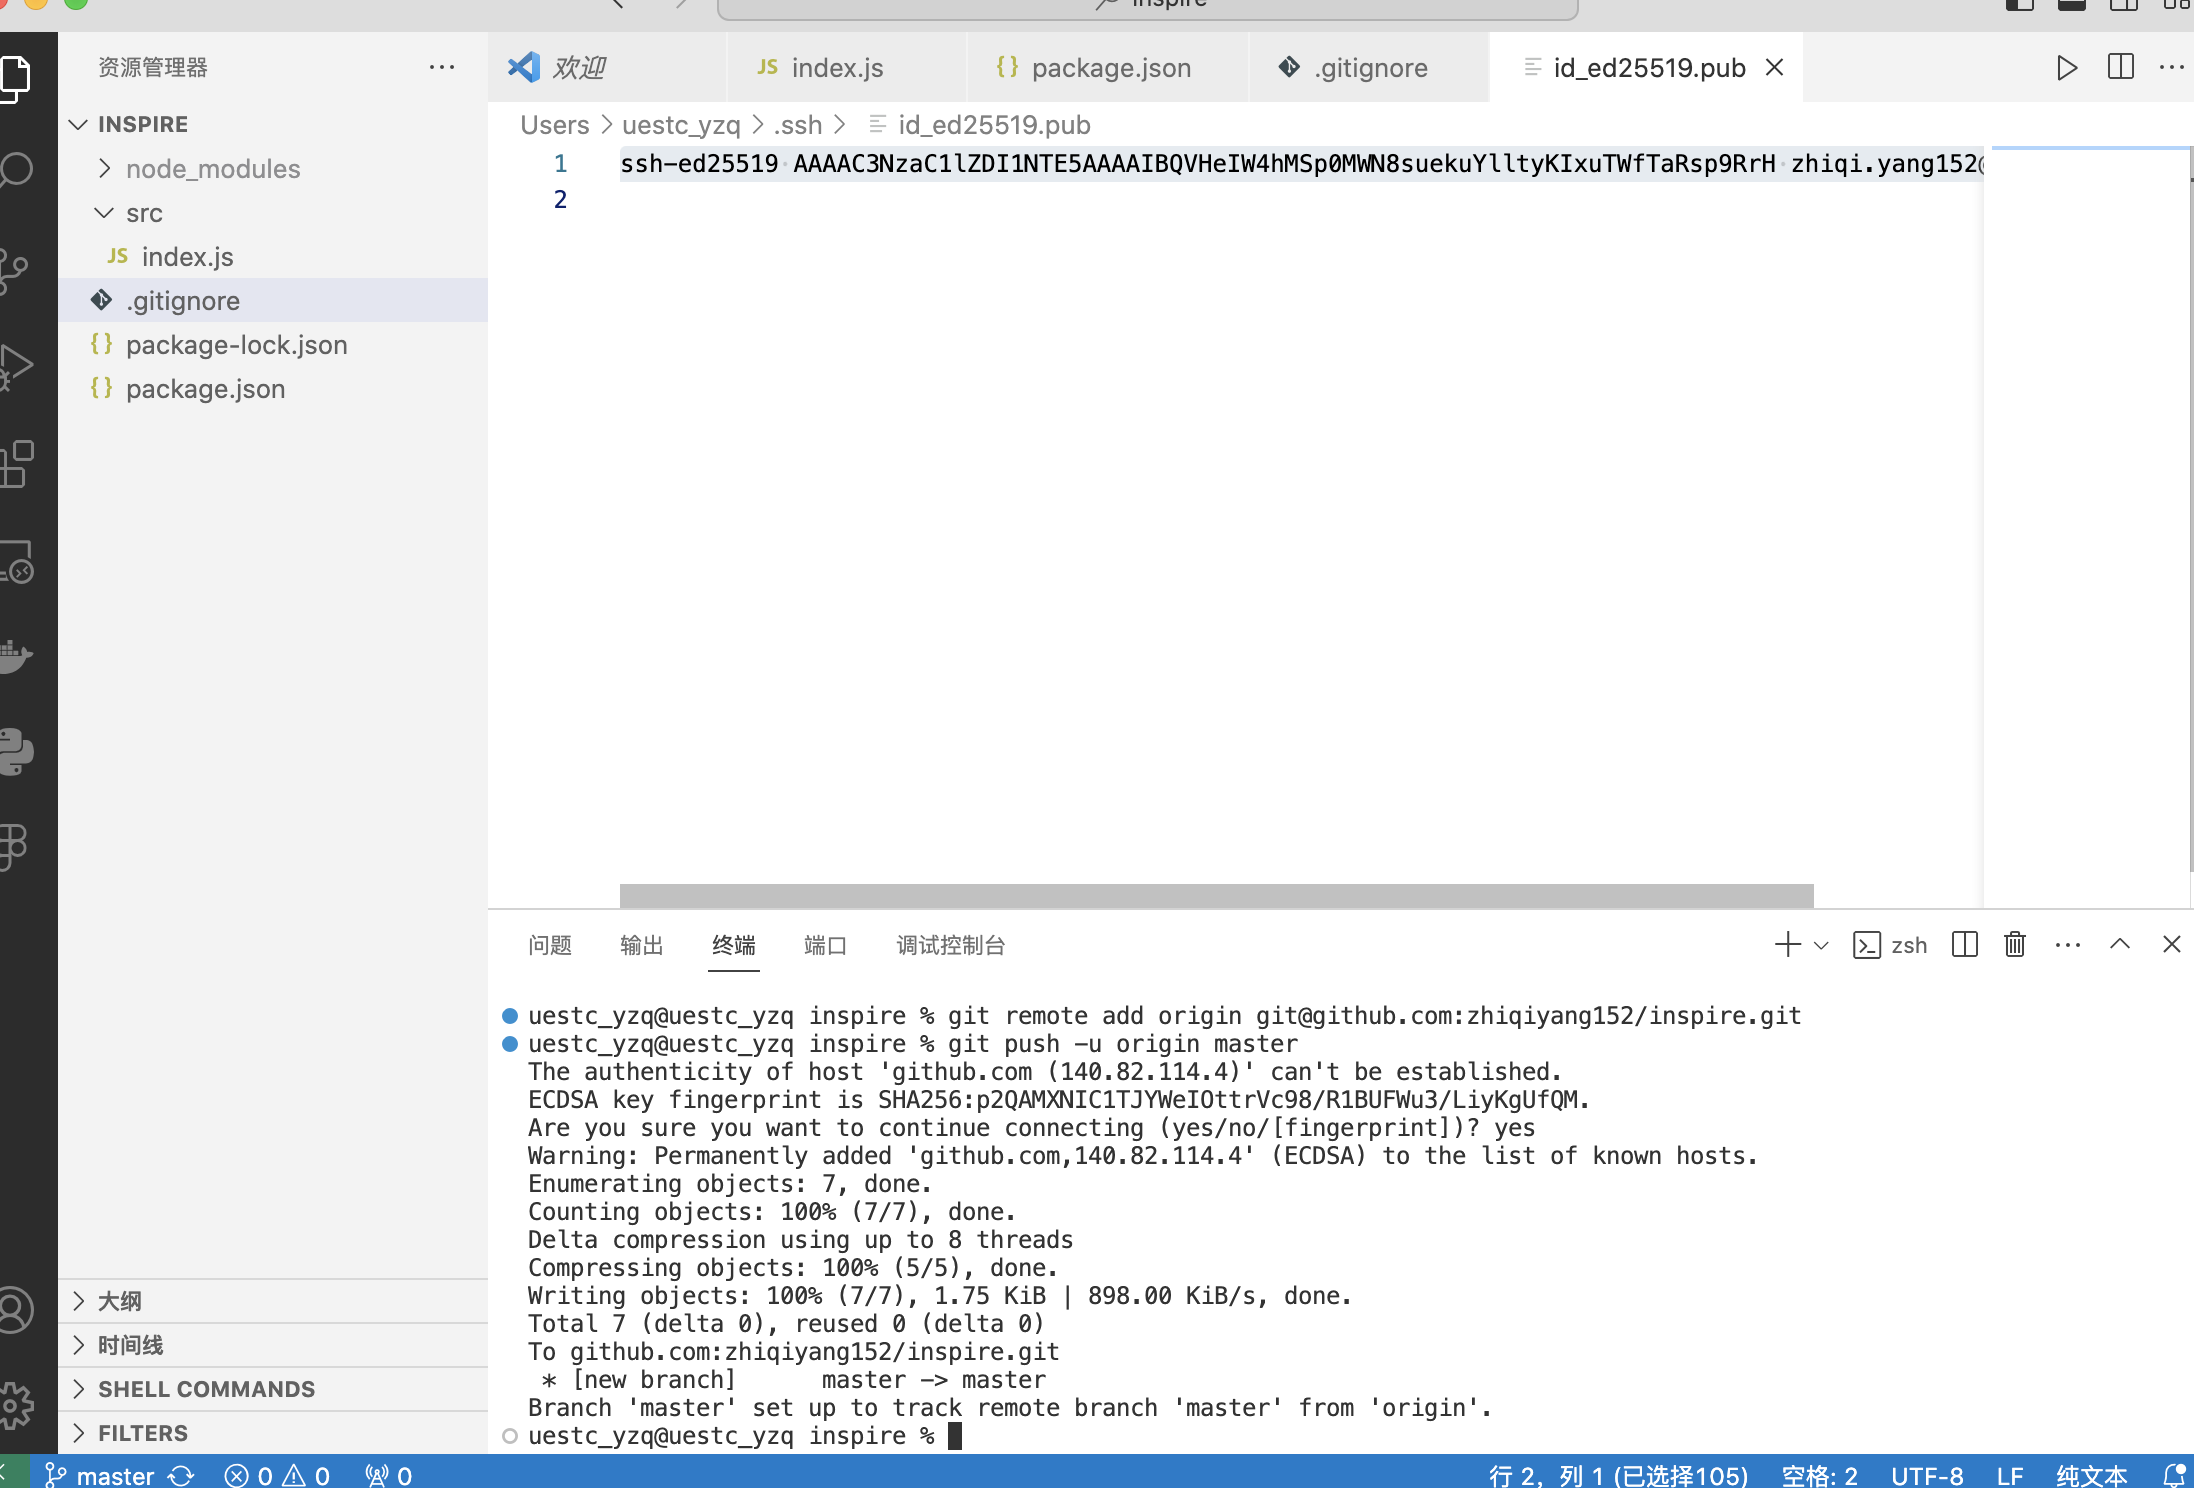 inspire
资源管理器
INSPIRE
node_modules
src
JS index.js
.gitignore
{} package-lock.json
{} package.json
大纲
时间线
SHELL COMMANDS
FILTERS
欢迎
JS index.js
{} package.json
.gitignore
id_ed25519.pub
Users > uestc_yzq > .ssh > id_ed25519.pub
1 ssh-ed25519 AAAAC3NzaC1lZDI1NTE5AAAAIBQVHeIW4hMSp0MWN8suekuYlltyKIxuTWfTaRsp9RrH zhiqi.yang152@
2
问题 输出 终端 端口 调试控制台
zsh
uestc_yzq@uestc_yzq inspire % git remote add origin git@github.com:zhiqiyang152/inspire.git
uestc_yzq@uestc_yzq inspire % git push -u origin master
The authenticity of host 'github.com (140.82.114.4)' can't be established.
ECDSA key fingerprint is SHA256:p2QAMXNIC1TJYWeIOttrVc98/R1BUFWu3/LiyKgUfQM.
Are you sure you want to continue connecting (yes/no/[fingerprint])? yes
Warning: Permanently added 'github.com,140.82.114.4' (ECDSA) to the list of known hosts.
Enumerating objects: 7, done.
Counting objects: 100% (7/7), done.
Delta compression using up to 8 threads
Compressing objects: 100% (5/5), done.
Writing objects: 100% (7/7), 1.75 KiB | 898.00 KiB/s, done.
Total 7 (delta 0), reused 0 (delta 0)
To github.com:zhiqiyang152/inspire.git
 * [new branch]      master -> master
Branch 'master' set up to track remote branch 'master' from 'origin'.
uestc_yzq@uestc_yzq inspire %
master 0 0 0 行 2，列 1 (已选择105) 空格: 2 UTF-8 LF 纯文本